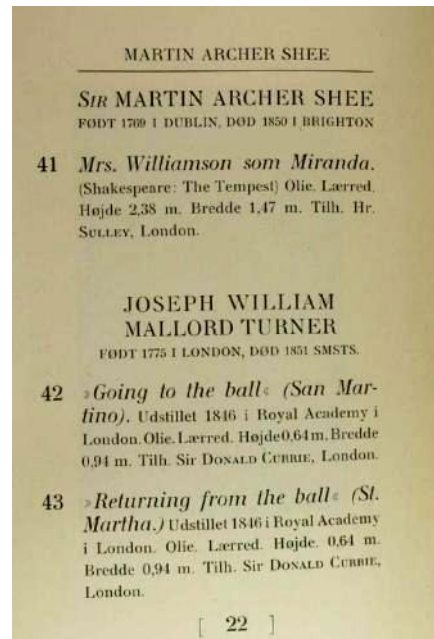 MARTIN ARCHER SHEE
SIR MARTIN ARCHER SHEE
FØDT 1769 I DUBLIN, DØD 1850 I BRIGHTON
41 Mrs. Williamson som Miranda.
(Shakespeare: The Tempest) Olie. Lærred.
Højde 2,38 m. Bredde 1,47 m. Tilh. Hr.
SULLEY, London.
JOSEPH WILLIAM
MALLORD TURNER
FØDT 1775 I LONDON, DØD 1851 SMSTS.
42 »Going to the ball« (San Mar-
tino). Udstillet 1846 i Royal Academy i
London. Olie. Lærred. Højde 0,64 m. Bredde
0,94 m. Tilh. Sir DONALD CURRIE, London.
43 »Returning from the ball« (St.
Martha.) Udstillet 1846 i Royal Academy
i London. Olie. Lærred. Højde. 0,64 m.
Bredde 0,94 m. Tilh. Sir DONALD CURRIE,
London.
[ 22 ]